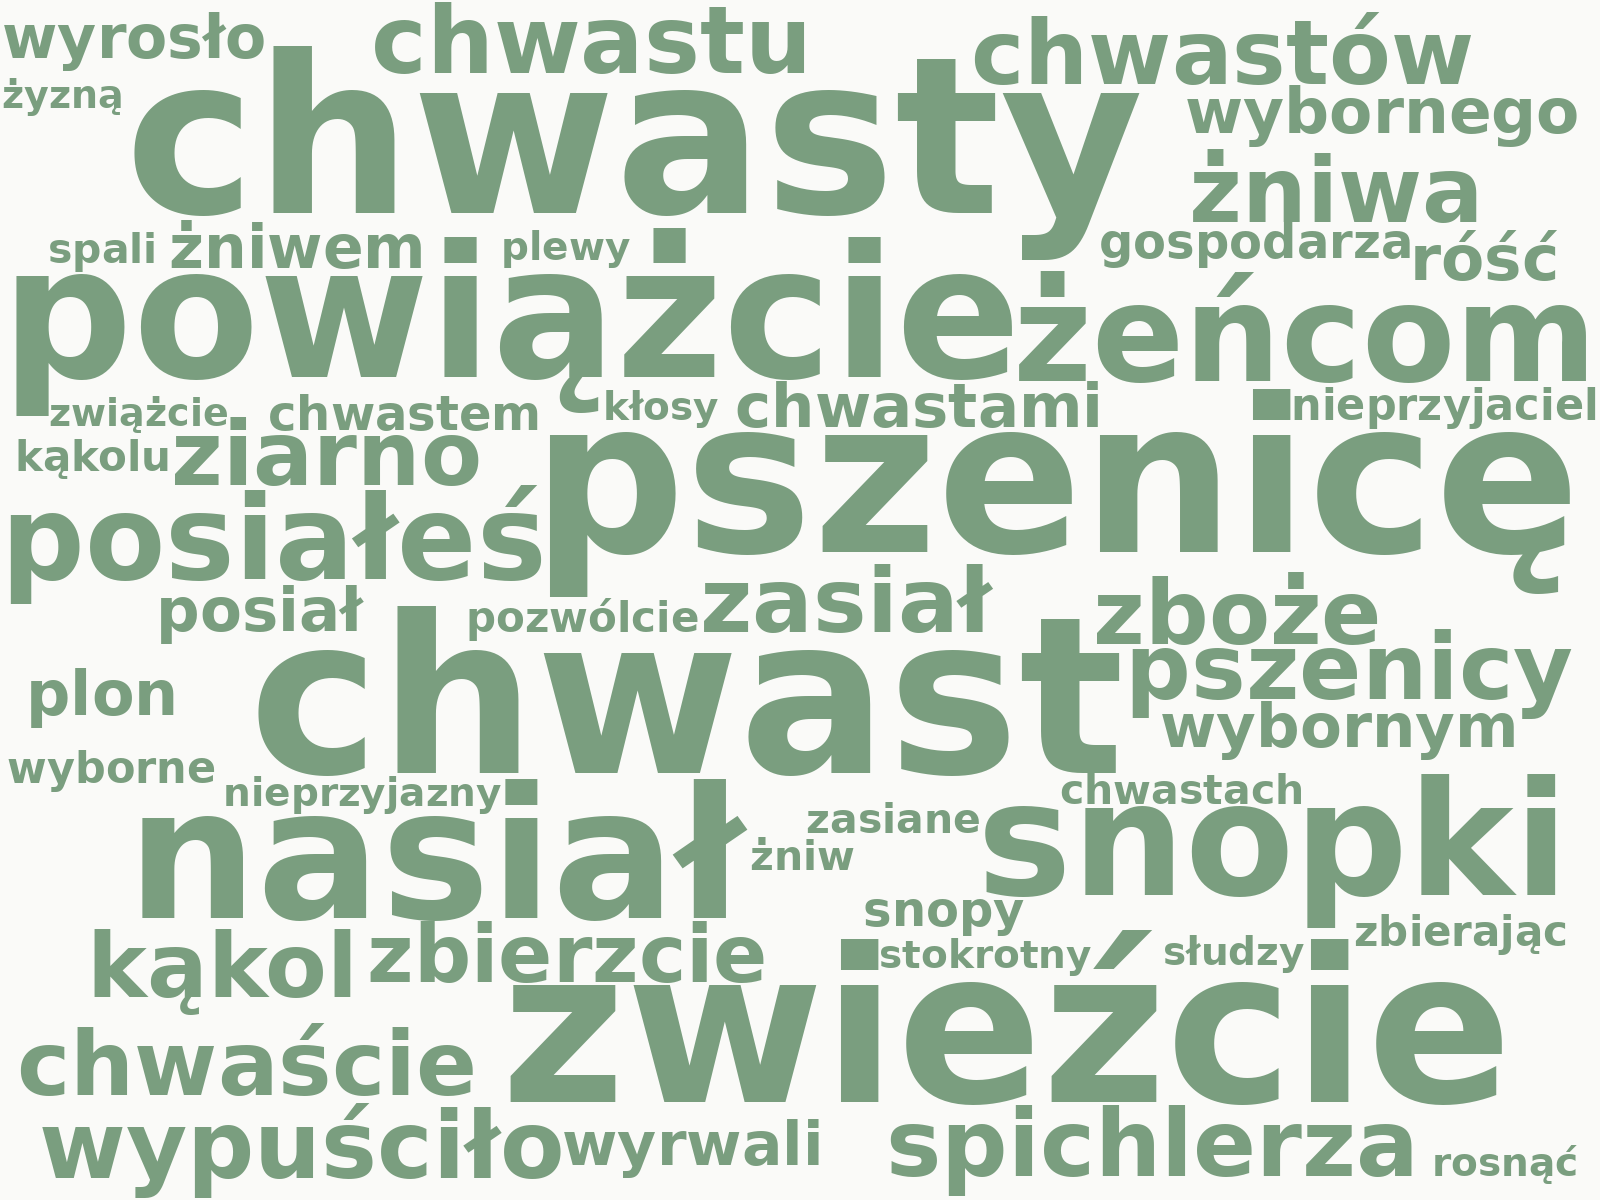 wyrosło chwastu chwastów
żyzną chwasty wybornego
żniwa
spali żniwem plewy gospodarza róść
powiążcie żeńcom
zwiążcie chwastem kłosy chwastami nieprzyjaciel
kąkolu ziarno pszenicę
posiałeś
posiał pozwólcie zasiał zboże
plon chwast pszenicy
wybornym
wyborne nieprzyjazny chwastach
nasiał zasiane snopki
żniw
snopy
kąkol zbierzcie stokrotny słudzy zbierając
zwieźcie
chwaście
wypuściło wyrwali spichlerza rosnąć